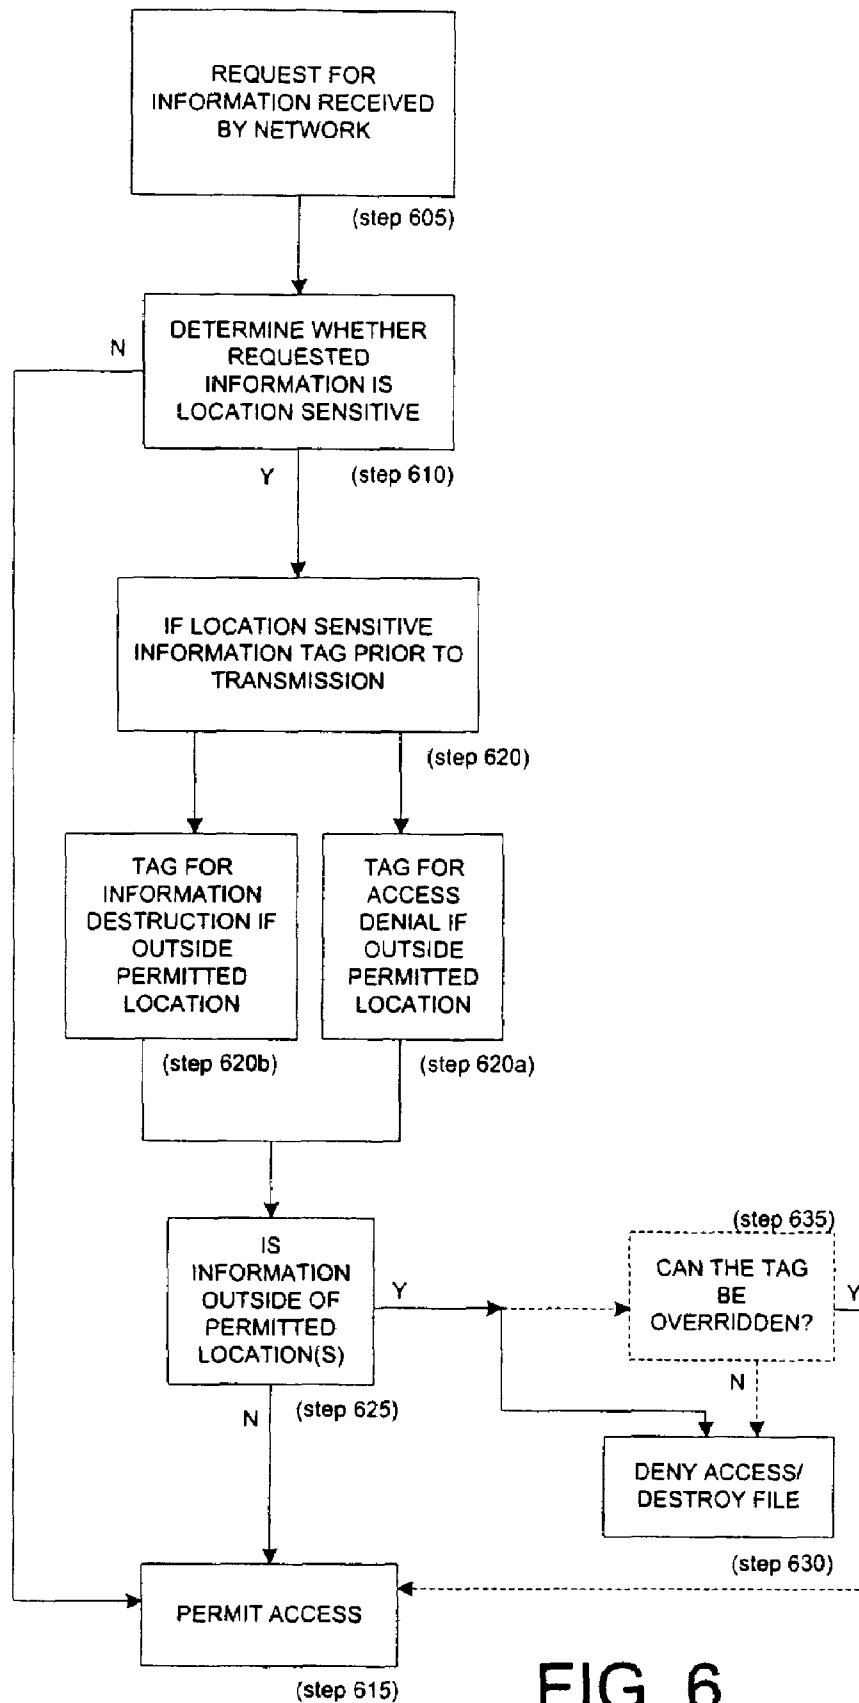 REQUEST FOR
INFORMATION RECEIVED
BY NETWORK
(step 605)
DETERMINE WHETHER
REQUESTED
INFORMATION IS
LOCATION SENSITIVE
N
Y
(step 610)
IF LOCATION SENSITIVE
INFORMATION TAG PRIOR TO
TRANSMISSION
(step 620)
TAG FOR
INFORMATION
DESTRUCTION IF
OUTSIDE
PERMITTED
LOCATION
(step 620b)
TAG FOR
ACCESS
DENIAL IF
OUTSIDE
PERMITTED
LOCATION
(step 620a)
IS
INFORMATION
OUTSIDE OF
PERMITTED
LOCATION(S)
Y
N
(step 625)
(step 635)
CAN THE TAG
BE
OVERRIDDEN?
Y
N
DENY ACCESS/
DESTROY FILE
(step 630)
PERMIT ACCESS
(step 615)
FIG. 6